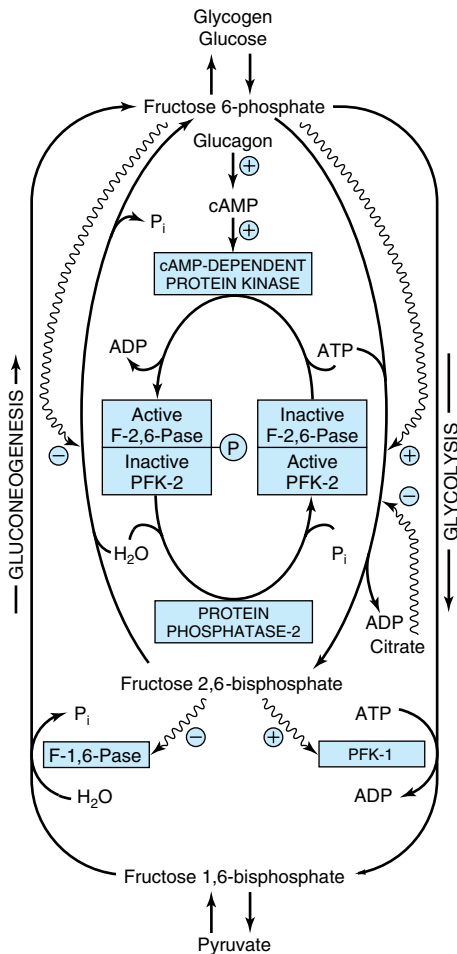 Glycogen
Glucose
Fructose 6-phosphate
Glucagon
+
cAMP
Pi
+
cAMP-DEPENDENT
PROTEIN KINASE
ADP
ATP
GLUCONEOGENESIS
GLYCOLYSIS
Active
F-2,6-Pase
Inactive
PFK-2
P
Inactive
F-2,6-Pase
Active
PFK-2
−
+
−
H2O
Pi
PROTEIN
PHOSPHATASE-2
ADP
Citrate
Fructose 2,6-bisphosphate
Pi
−
+
ATP
F-1,6-Pase
PFK-1
H2O
ADP
Fructose 1,6-bisphosphate
Pyruvate